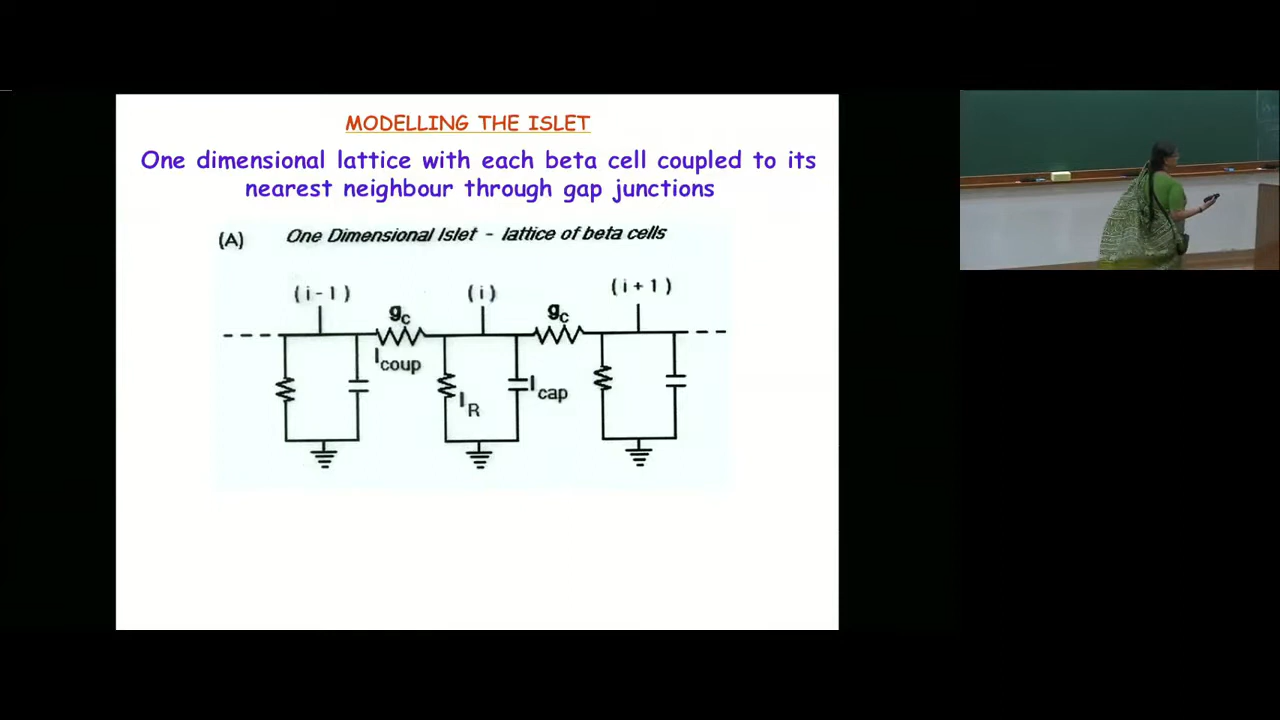 MODELLING THE ISLET
One dimensional lattice with each beta cell coupled to its
nearest neighbour through gap junctions
(A) One Dimensional Islet - lattice of beta cells
(i-1) (i) (i+1)
gc gc
Icoup
IR Icap